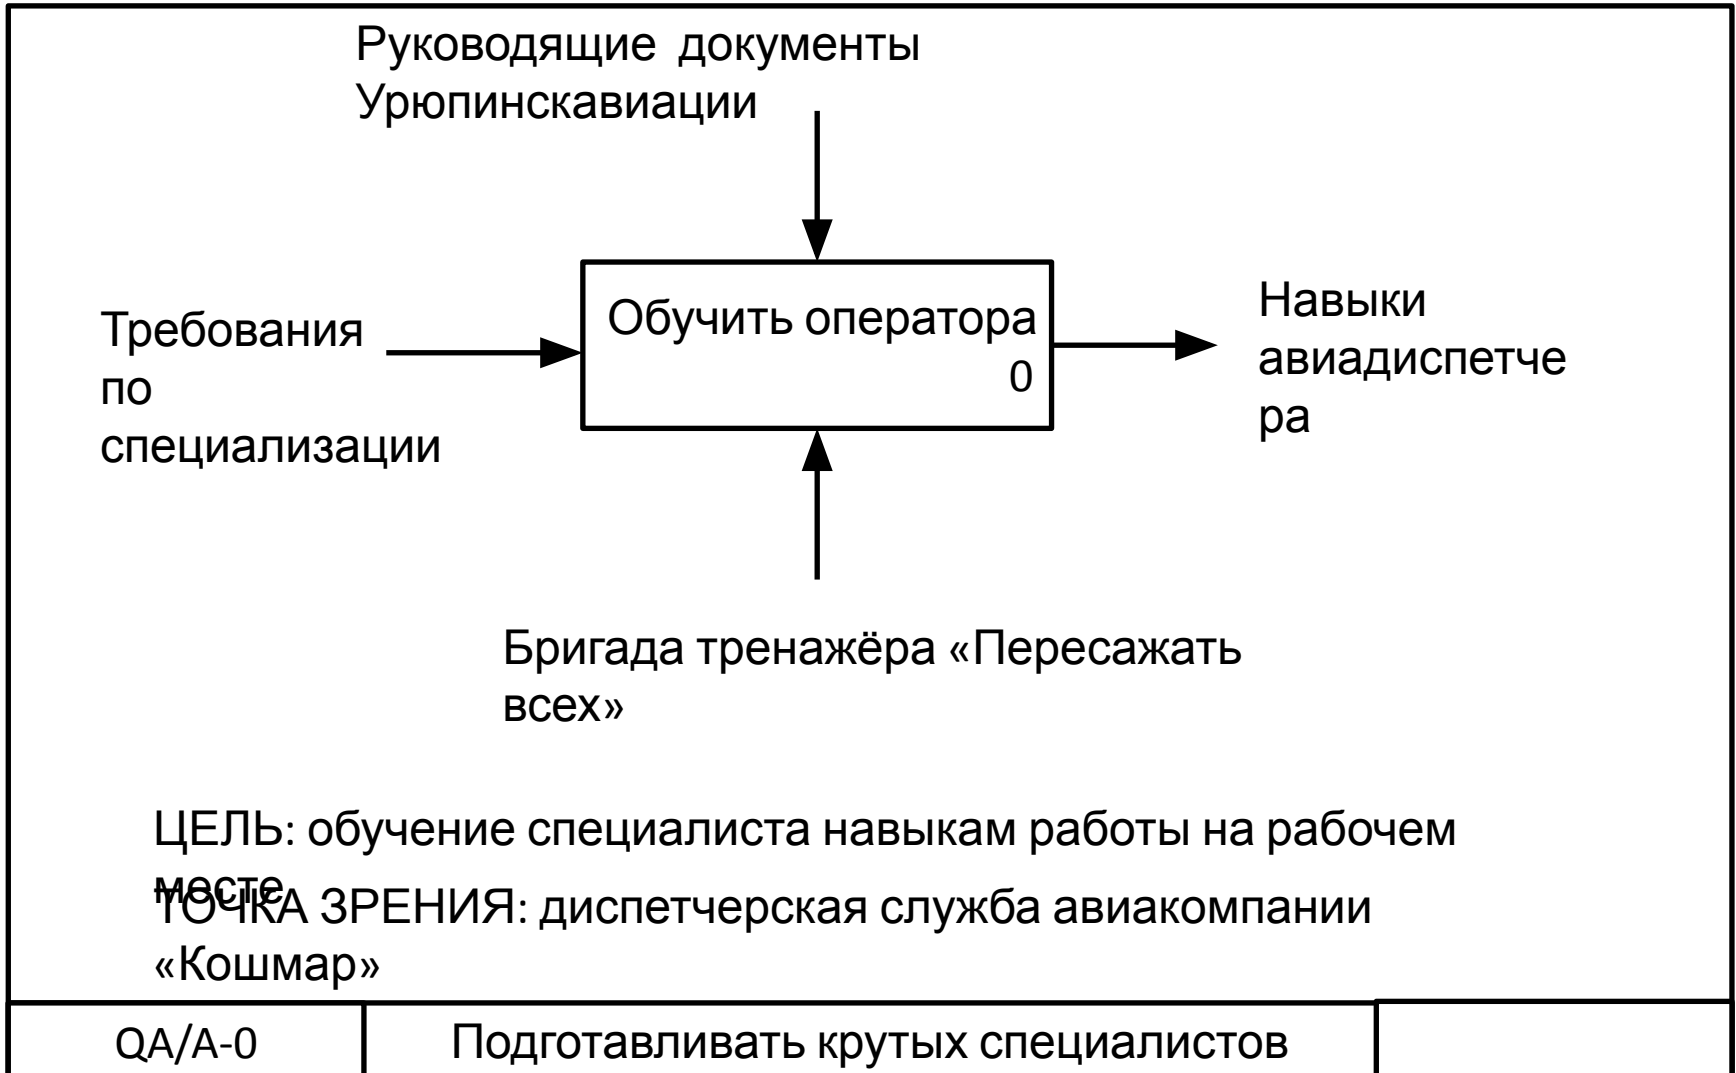 Руководящие документы
Урюпинскавиации
Обучить оператора
0
Требования
по
специализации
Навыки
авиадиспетче
ра
Бригада тренажёра «Пересажать
всех»
ЦЕЛЬ: обучение специалиста навыкам работы на рабочем
месте
ТОЧКА ЗРЕНИЯ: диспетчерская служба авиакомпании
«Кошмар»
QA/A-0
Подготавливать крутых специалистов